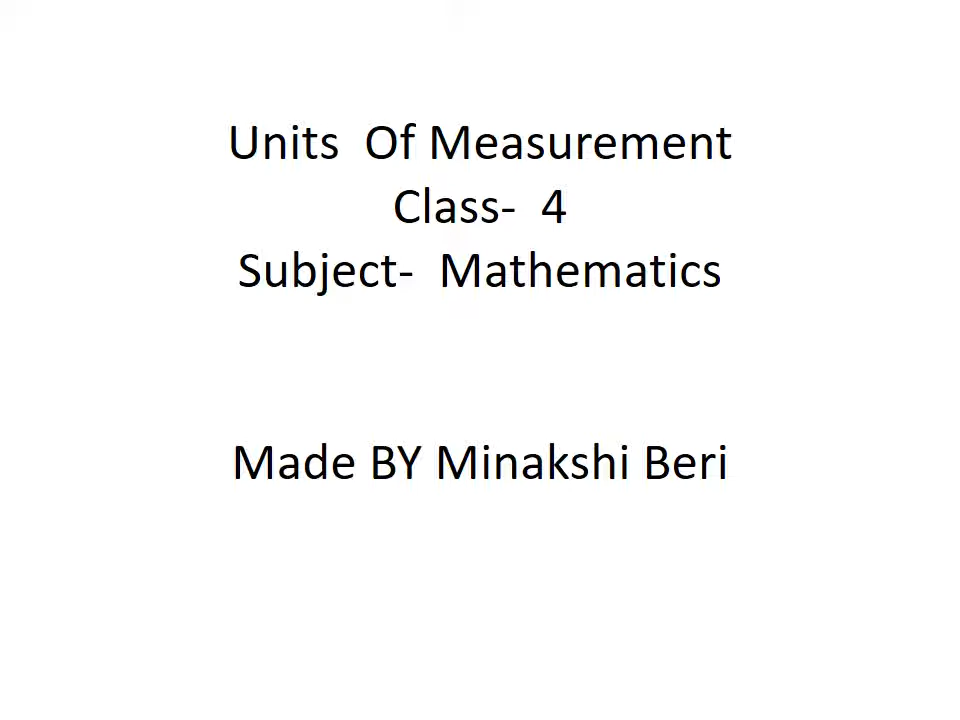 Units  Of Measurement
Class-  4
Subject-  Mathematics
Made BY Minakshi Beri